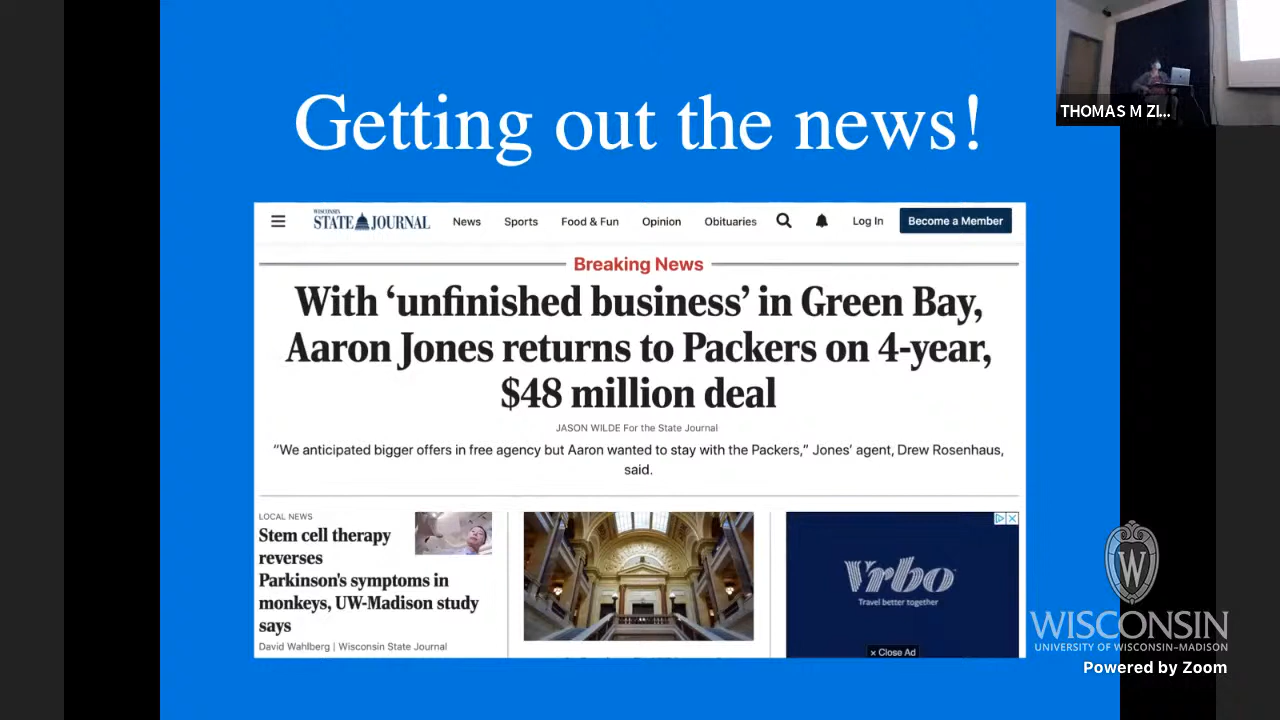 Getting out the news!
THOMAS M ZI...
WISCONSIN
STATE JOURNAL
News
Sports
Food & Fun
Opinion
Obituaries
Log In
Become a Member
Breaking News
With ‘unfinished business’ in Green Bay,
Aaron Jones returns to Packers on 4-year,
$48 million deal
JASON WILDE For the State Journal
“We anticipated bigger offers in free agency but Aaron wanted to stay with the Packers,” Jones’ agent, Drew Rosenhaus,
said.
LOCAL NEWS
Stem cell therapy
reverses
Parkinson's symptoms in
monkeys, UW-Madison study
says
David Wahlberg | Wisconsin State Journal
Vrbo
Travel better together
× Close Ad
W
WISCONSIN
UNIVERSITY OF WISCONSIN–MADISON
Powered by Zoom